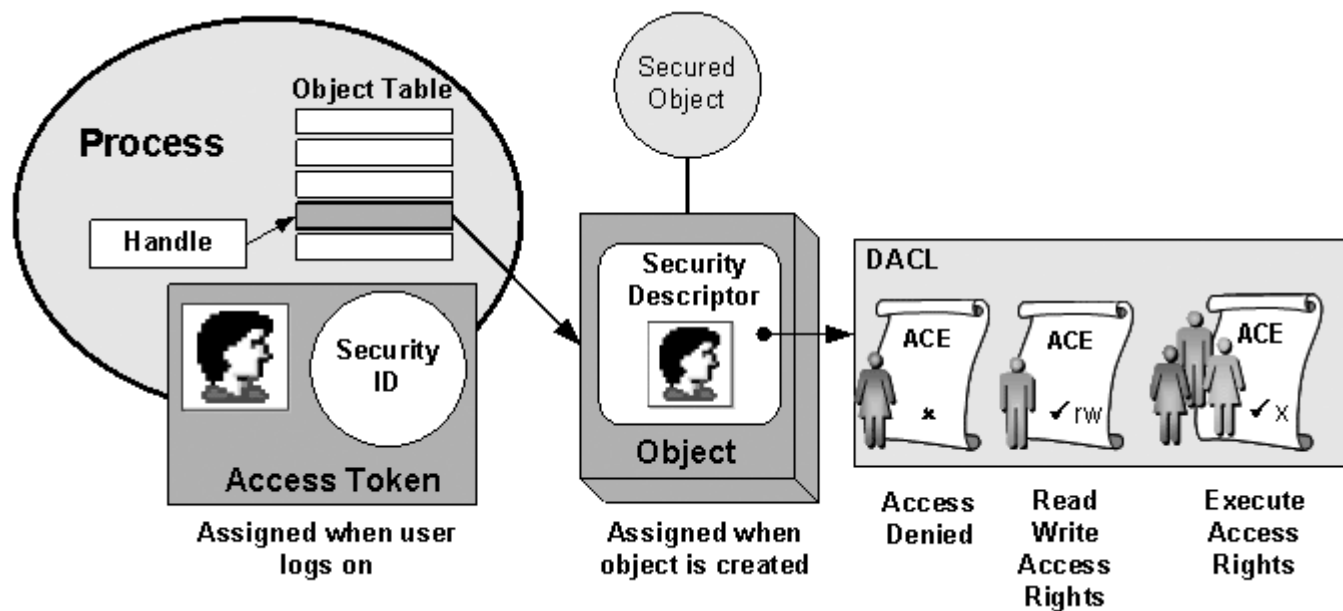 Secured
Object
Object Table
Process
Handle
Security
Descriptor
DACL
Security
ID
ACE
ACE
ACE
x
✓ rw
✓ x
Object
Access Token
Assigned when user
logs on
Assigned when
object is created
Access
Denied
Read
Write
Access
Rights
Execute
Access
Rights